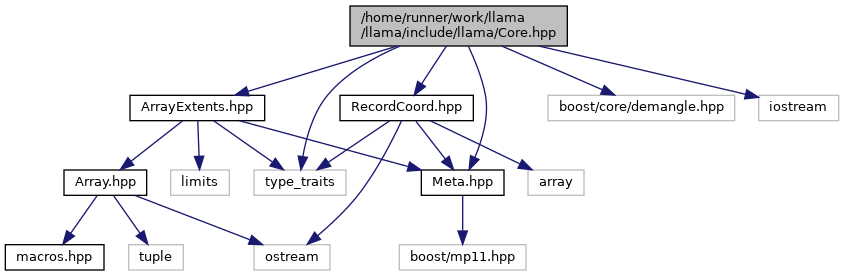 /home/runner/work/llama
/llama/include/llama/Core.hpp
ArrayExtents.hpp
RecordCoord.hpp
boost/core/demangle.hpp
iostream
Array.hpp
limits
type_traits
Meta.hpp
array
macros.hpp
tuple
ostream
boost/mp11.hpp